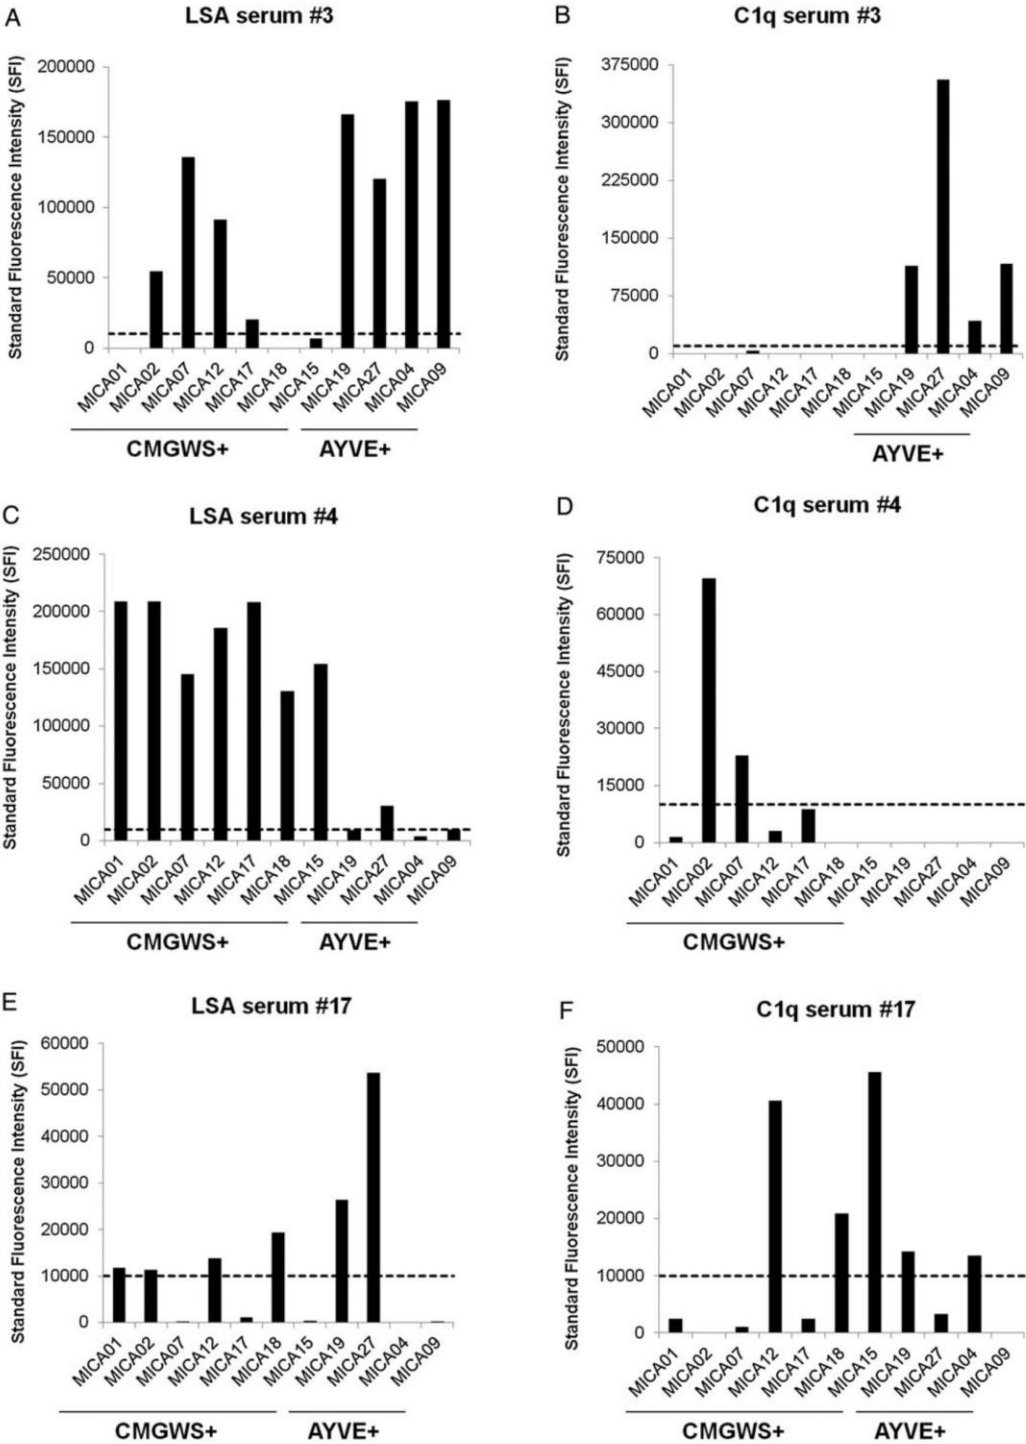 A
LSA serum #3
Standard Fluorescence Intensity (SFI)
200000
150000
100000
50000
0
MICA01
MICA02
MICA07
MICA12
MICA17
MICA18
MICA15
MICA19
MICA27
MICA04
MICA09
CMGWS+
AYVE+
B
C1q serum #3
Standard Fluorescence Intensity (SFI)
375000
300000
225000
150000
75000
0
MICA01
MICA02
MICA07
MICA12
MICA17
MICA18
MICA15
MICA19
MICA27
MICA04
MICA09
AYVE+
C
LSA serum #4
Standard Fluorescence Intensity (SFI)
250000
200000
150000
100000
50000
0
MICA01
MICA02
MICA07
MICA12
MICA17
MICA18
MICA15
MICA19
MICA27
MICA04
MICA09
CMGWS+
AYVE+
D
C1q serum #4
Standard Fluorescence Intensity (SFI)
75000
60000
45000
30000
15000
0
MICA01
MICA02
MICA07
MICA12
MICA17
MICA18
MICA15
MICA19
MICA27
MICA04
MICA09
CMGWS+
E
LSA serum #17
Standard Fluorescence Intensity (SFI)
60000
50000
40000
30000
20000
10000
0
MICA01
MICA02
MICA07
MICA12
MICA17
MICA18
MICA15
MICA19
MICA27
MICA04
MICA09
CMGWS+
AYVE+
F
C1q serum #17
Standard Fluorescence Intensity (SFI)
50000
40000
30000
20000
10000
0
MICA01
MICA02
MICA07
MICA12
MICA17
MICA18
MICA15
MICA19
MICA27
MICA04
MICA09
CMGWS+
AYVE+